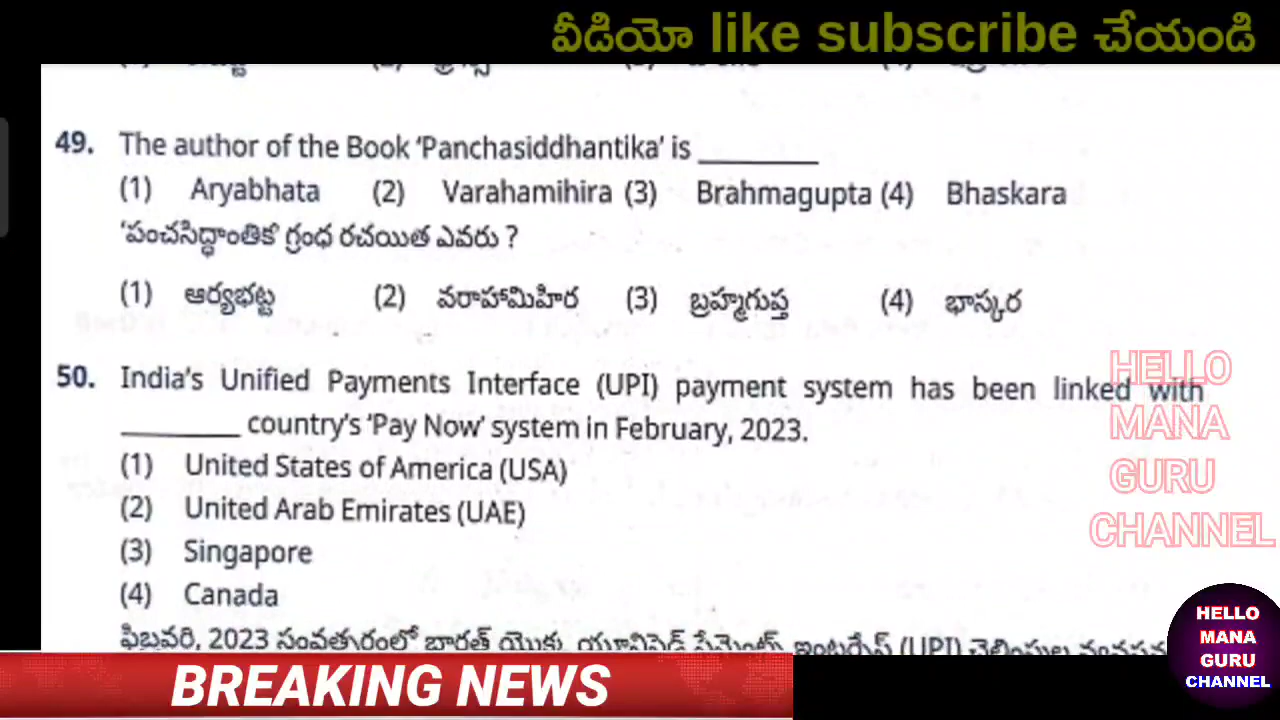 వీడియో like subscribe చేయండి
49. The author of the Book ‘Panchasiddhantika’ is ________
(1) Aryabhata (2) Varahamihira (3) Brahmagupta (4) Bhaskara
‘పంచసిద్ధాంతిక’ గ్రంధ రచయిత ఎవరు ?
(1) ఆర్యభట్ట (2) వరాహామిహిర (3) బ్రహ్మగుప్త (4) భాస్కర
50. India’s Unified Payments Interface (UPI) payment system has been linked with
________ country’s ‘Pay Now’ system in February, 2023.
(1) United States of America (USA)
(2) United Arab Emirates (UAE)
(3) Singapore
(4) Canada
ఫిబ్రవరి, 2023 సంవత్సరంలో భారత్ యొక్క యూనిఫైడ్ పేమెంట్స్ ఇంటర్ఫేస్ (UPI) చెల్లింపుల
HELLO
MANA
GURU
CHANNEL
HELLO
MANA
GURU
CHANNEL
BREAKING NEWS